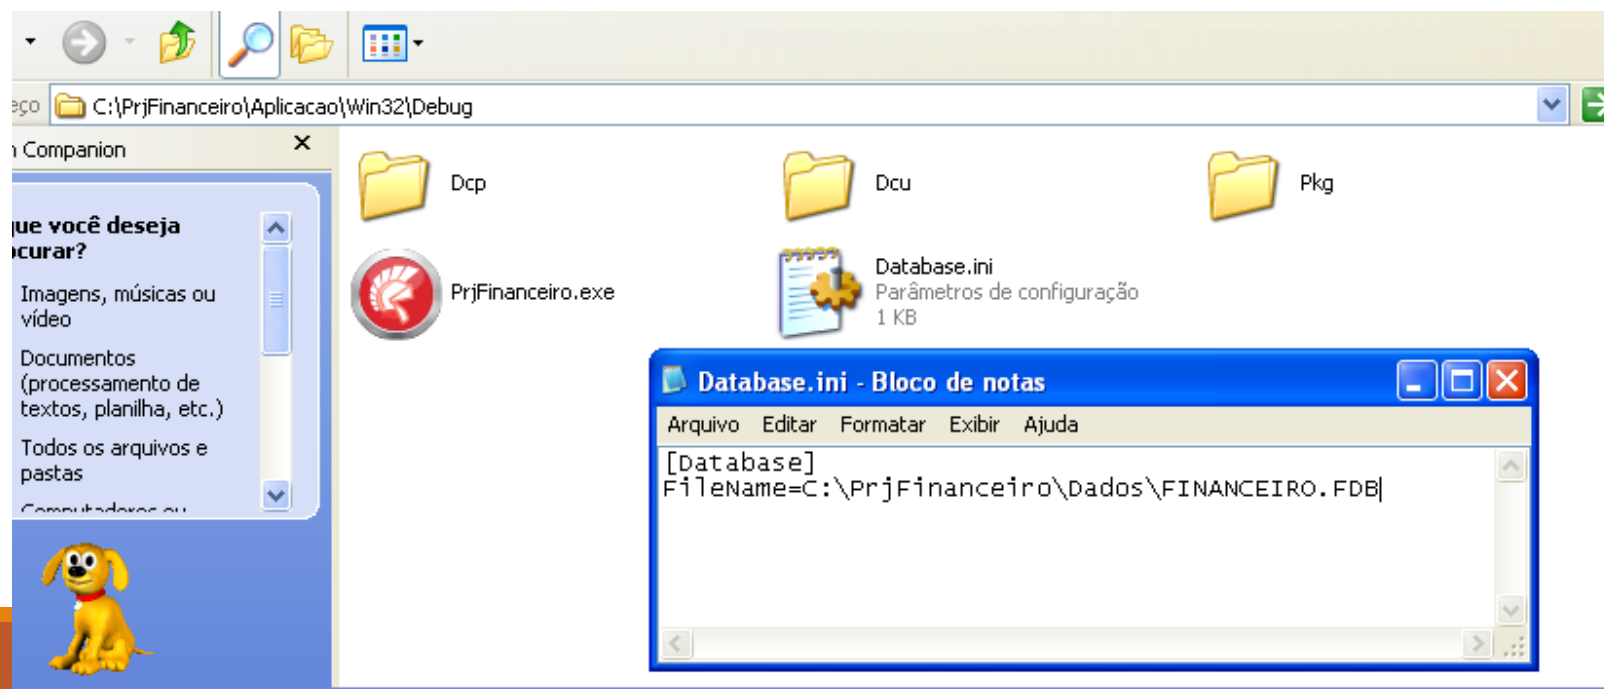 C:\PrjFinanceiro\Aplicacao\Win32\Debug
Companion
Dcp
Dcu
Pkg
você deseja
Imagens, músicas ou
vídeo
Documentos
(processamento de
textos, planilha, etc.)
Todos os arquivos e
pastas
PrjFinanceiro.exe
Database.ini
Parâmetros de configuração
1 KB
Database.ini - Bloco de notas
Arquivo Editar Formatar Exibir Ajuda
[Database]
FileName=C:\PrjFinanceiro\Dados\FINANCEIRO.FDB